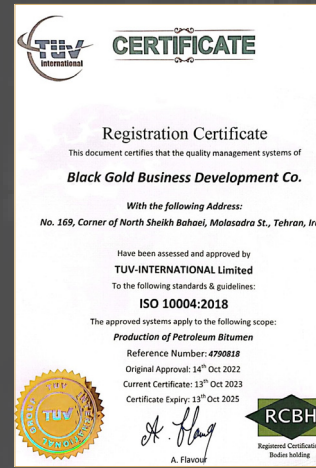 TÜV
international
CERTIFICATE
Registration Certificate
This document certifies that the quality management systems of
Black Gold Business Development Co.
With the following Address:
No. 169, Corner of North Sheikh Bahaei, Molasadra St., Tehran, Ir
Have been assessed and approved by
TUV-INTERNATIONAL Limited
To the following standards & guidelines:
ISO 10004:2018
The approved systems apply to the following scope:
Production of Petroleum Bitumen
Reference Number: 4790818
Original Approval: 14th Oct 2022
Current Certificate: 13th Oct 2023
Certificate Expiry: 13th Oct 2025
TUV
RCBH
Registered Certificatio
Bodies holding
A. Flavour